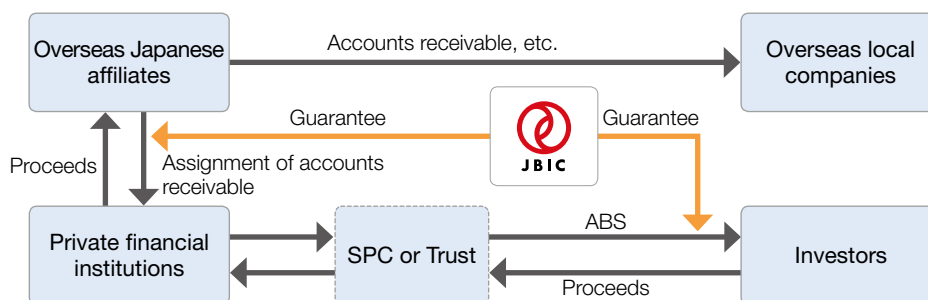 Overseas Japanese
affiliates
Accounts receivable, etc.
Overseas local
companies
Guarantee
JBIC
Guarantee
Proceeds
Assignment of accounts
receivable
Private financial
institutions
SPC or Trust
ABS
Investors
Proceeds